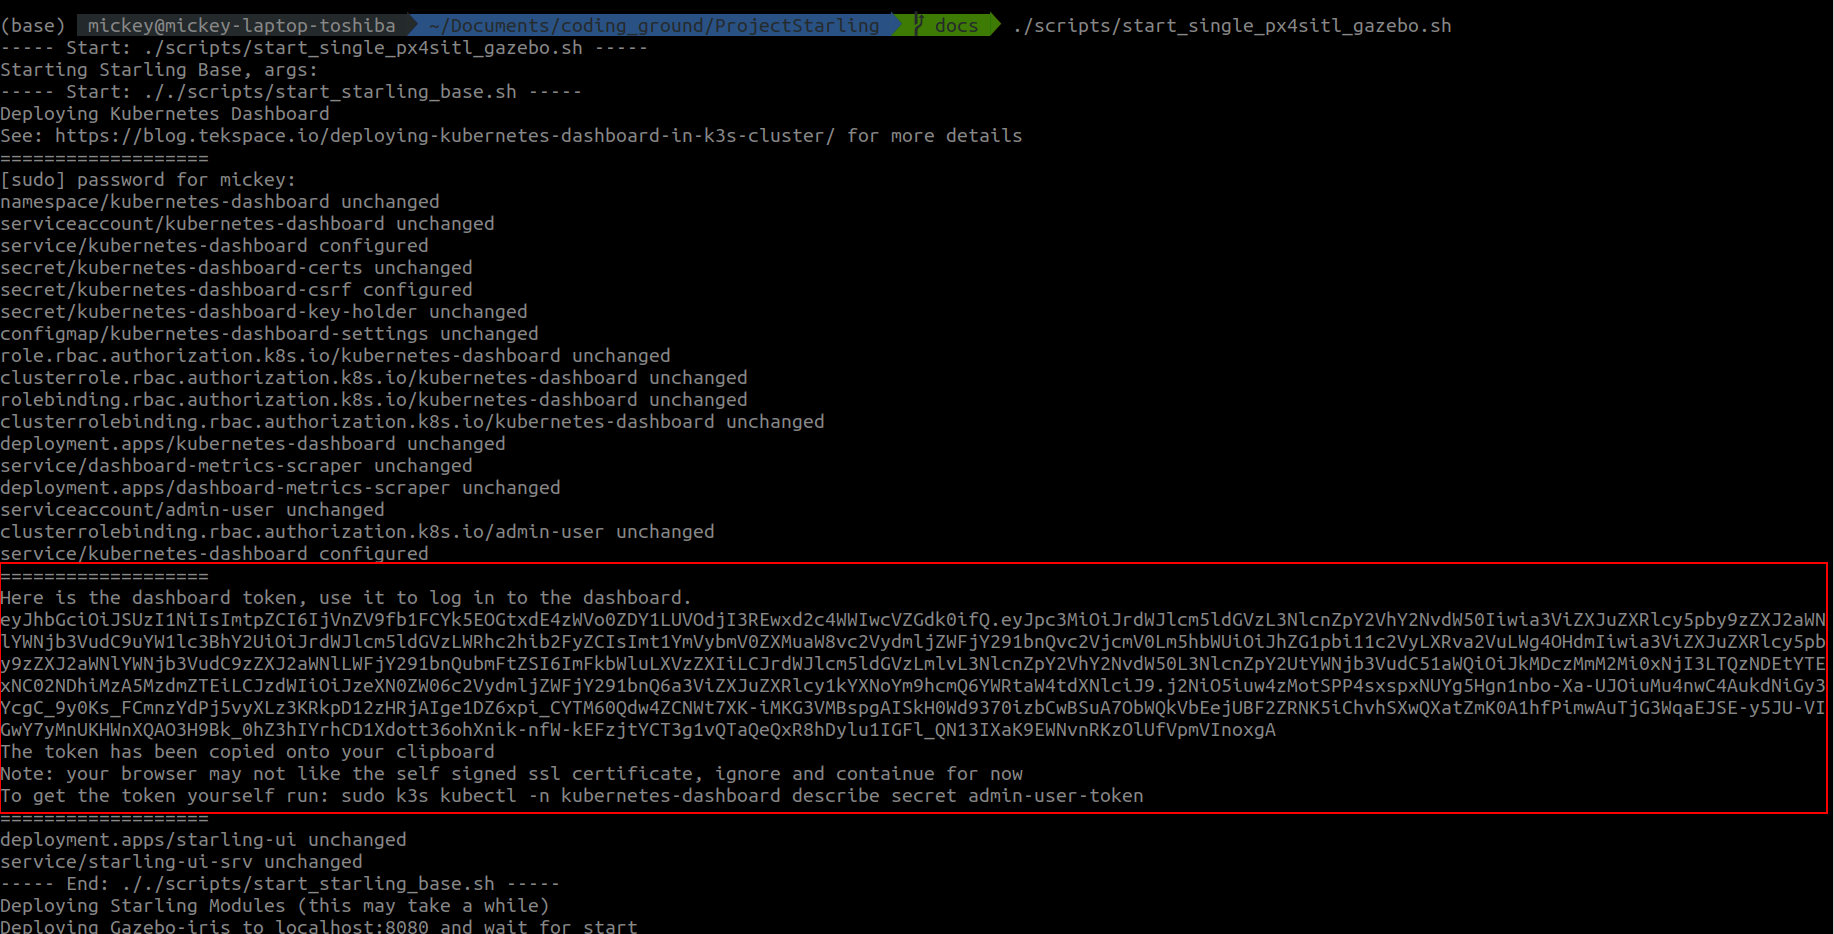 (base) mickey@mickey-laptop-toshiba ~/Documents/coding_ground/ProjectStarling docs ./scripts/start_single_px4sitl_gazebo.sh
----- Start: ./scripts/start_single_px4sitl_gazebo.sh -----
Starting Starling Base, args:
----- Start: ././scripts/start_starling_base.sh -----
Deploying Kubernetes Dashboard
See: https://blog.tekspace.io/deploying-kubernetes-dashboard-in-k3s-cluster/ for more details
===================
[sudo] password for mickey:
namespace/kubernetes-dashboard unchanged
serviceaccount/kubernetes-dashboard unchanged
service/kubernetes-dashboard configured
secret/kubernetes-dashboard-certs unchanged
secret/kubernetes-dashboard-csrf configured
secret/kubernetes-dashboard-key-holder unchanged
configmap/kubernetes-dashboard-settings unchanged
role.rbac.authorization.k8s.io/kubernetes-dashboard unchanged
clusterrole.rbac.authorization.k8s.io/kubernetes-dashboard unchanged
rolebinding.rbac.authorization.k8s.io/kubernetes-dashboard unchanged
clusterrolebinding.rbac.authorization.k8s.io/kubernetes-dashboard unchanged
deployment.apps/kubernetes-dashboard unchanged
service/dashboard-metrics-scraper unchanged
deployment.apps/dashboard-metrics-scraper unchanged
serviceaccount/admin-user unchanged
clusterrolebinding.rbac.authorization.k8s.io/admin-user unchanged
service/kubernetes-dashboard configured
===================
Here is the dashboard token, use it to log in to the dashboard.
The token has been copied onto your clipboard
Note: your browser may not like the self signed ssl certificate, ignore and containue for now
To get the token yourself run: sudo k3s kubectl -n kubernetes-dashboard describe secret admin-user-token
===================
deployment.apps/starling-ui unchanged
service/starling-ui-srv unchanged
----- End: ././scripts/start_starling_base.sh -----
Deploying Starling Modules (this may take a while)
Deploying Gazebo-iris to localhost:8080 and wait for start